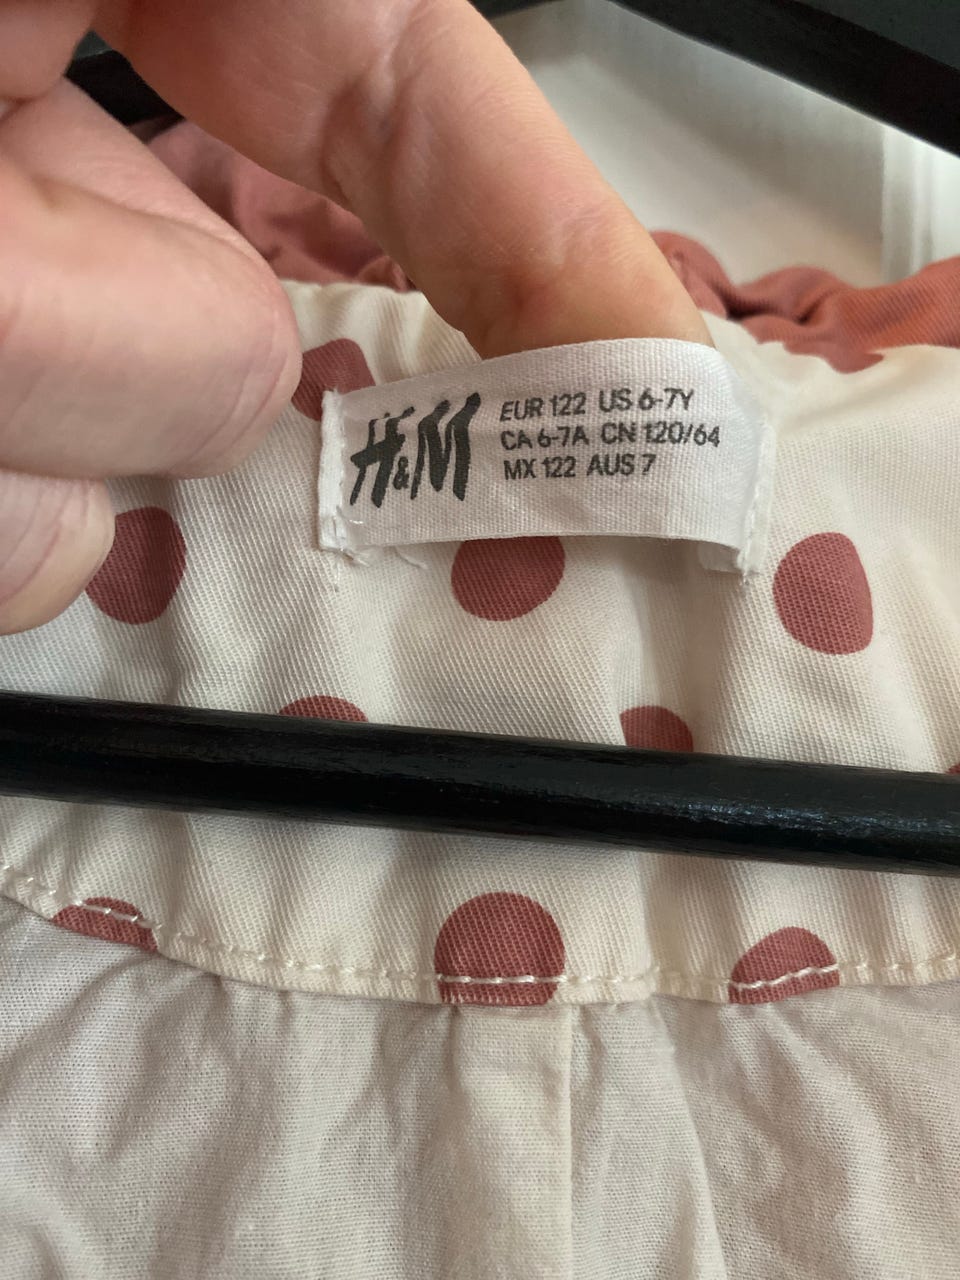 H&M
EUR 122 US 6-7Y
CA 6-7A CN 120/64
MX 122 AUS 7